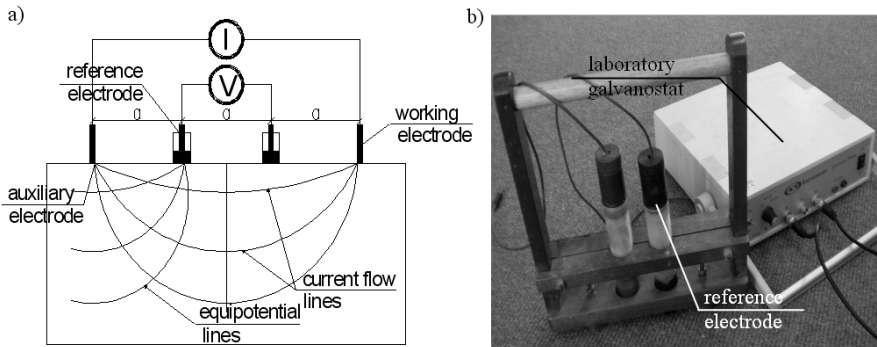 a)
I
reference
electrode
V
a
a
a
working
electrode
auxiliary
electrode
current flow
lines
equipotential
lines
b)
laboratory
galvanostat
reference
electrode